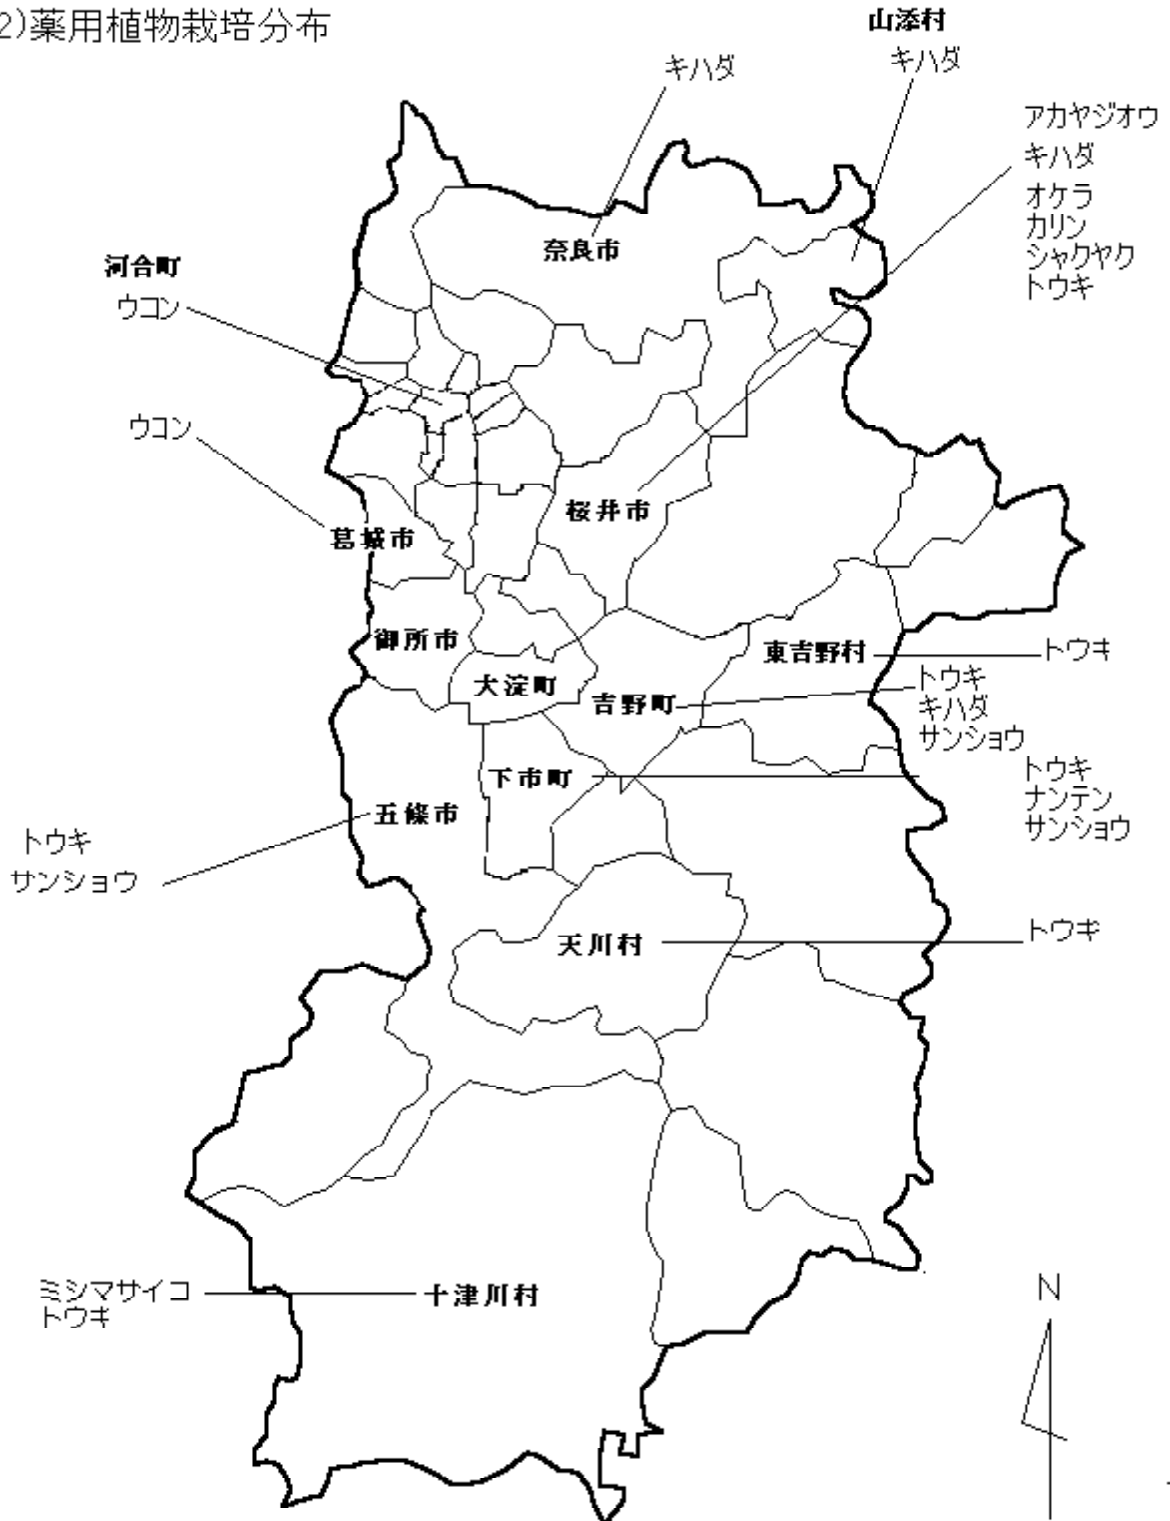 2)薬用植物栽培分布
山添村
キハダ
キハダ
アカヤジオウ
キハダ
オケラ
カリン
シャクヤク
トウキ
奈良市
河合町
ウコン
ウコン
桜井市
葛城市
御所市
東吉野村
トウキ
大淀町
吉野町
トウキ
キハダ
サンショウ
下市町
トウキ
ナンテン
サンショウ
五條市
トウキ
サンショウ
天川村
トウキ
ミシマサイコ
トウキ
十津川村
N